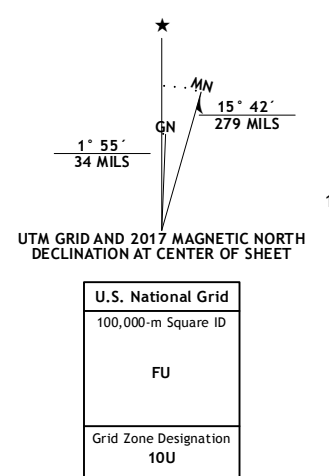 ★
MN
GN
15° 42´
279 MILS
1° 55´
34 MILS
1
UTM GRID AND 2017 MAGNETIC NORTH
DECLINATION AT CENTER OF SHEET
U.S. National Grid
100,000-m Square ID
FU
Grid Zone Designation
10U